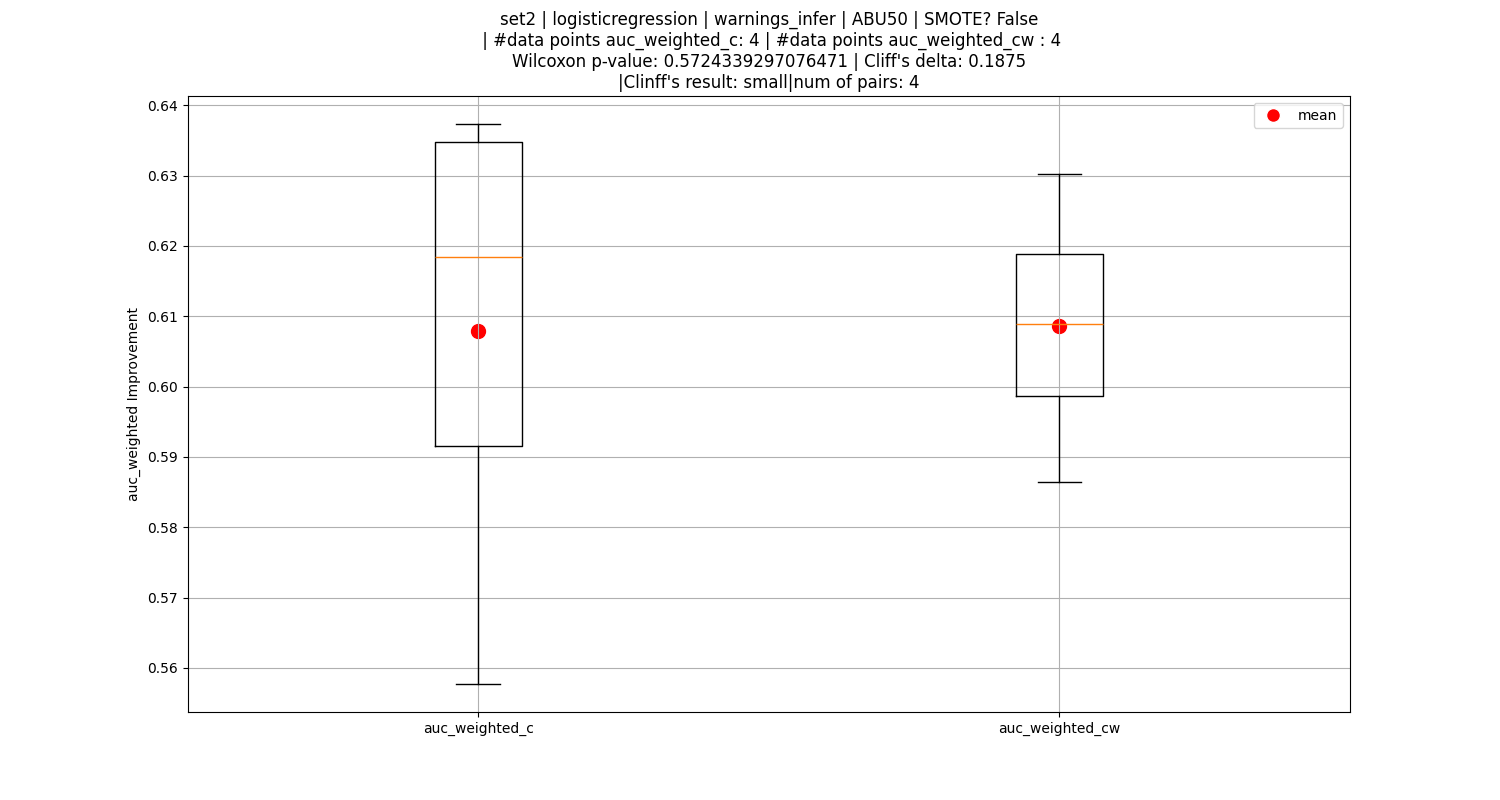 set2 | logisticregression | warnings_infer | ABU50 | SMOTE? False
| #data points auc_weighted_c: 4 | #data points auc_weighted_cw : 4
Wilcoxon p-value: 0.5724339297076471 | Cliff's delta: 0.1875
|Clinff's result: small|num of pairs: 4
mean
auc_weighted Improvement
0.64
0.63
0.62
0.61
0.60
0.59
0.58
0.57
0.56
auc_weighted_c
auc_weighted_cw